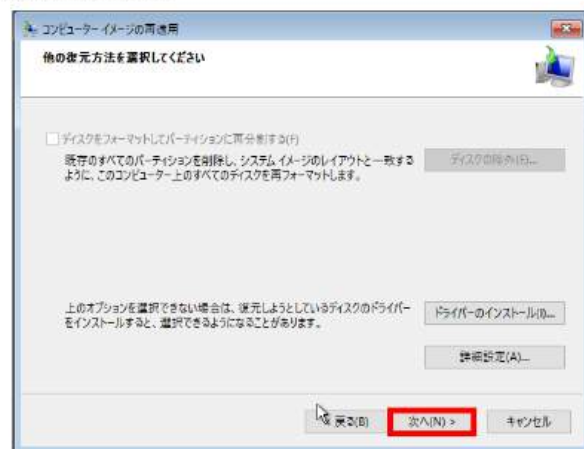 コンピューター イメージの再適用
他の復元方法を選択してください
ディスクをフォーマットしてパーティションに再分割する(F)
既存のすべてのパーティションを削除し、システム イメージのレイアウトと一致する
ように、このコンピューター上のすべてのディスクを再フォーマットします。
ディスクの除外(E)...
上のオプションを選択できない場合は、復元しようとしているディスクのドライバー
をインストールすると、選択できるようになることがあります。
ドライバーのインストール(I)...
詳細設定(A)...
< 戻る(B)
次へ(N) >
キャンセル